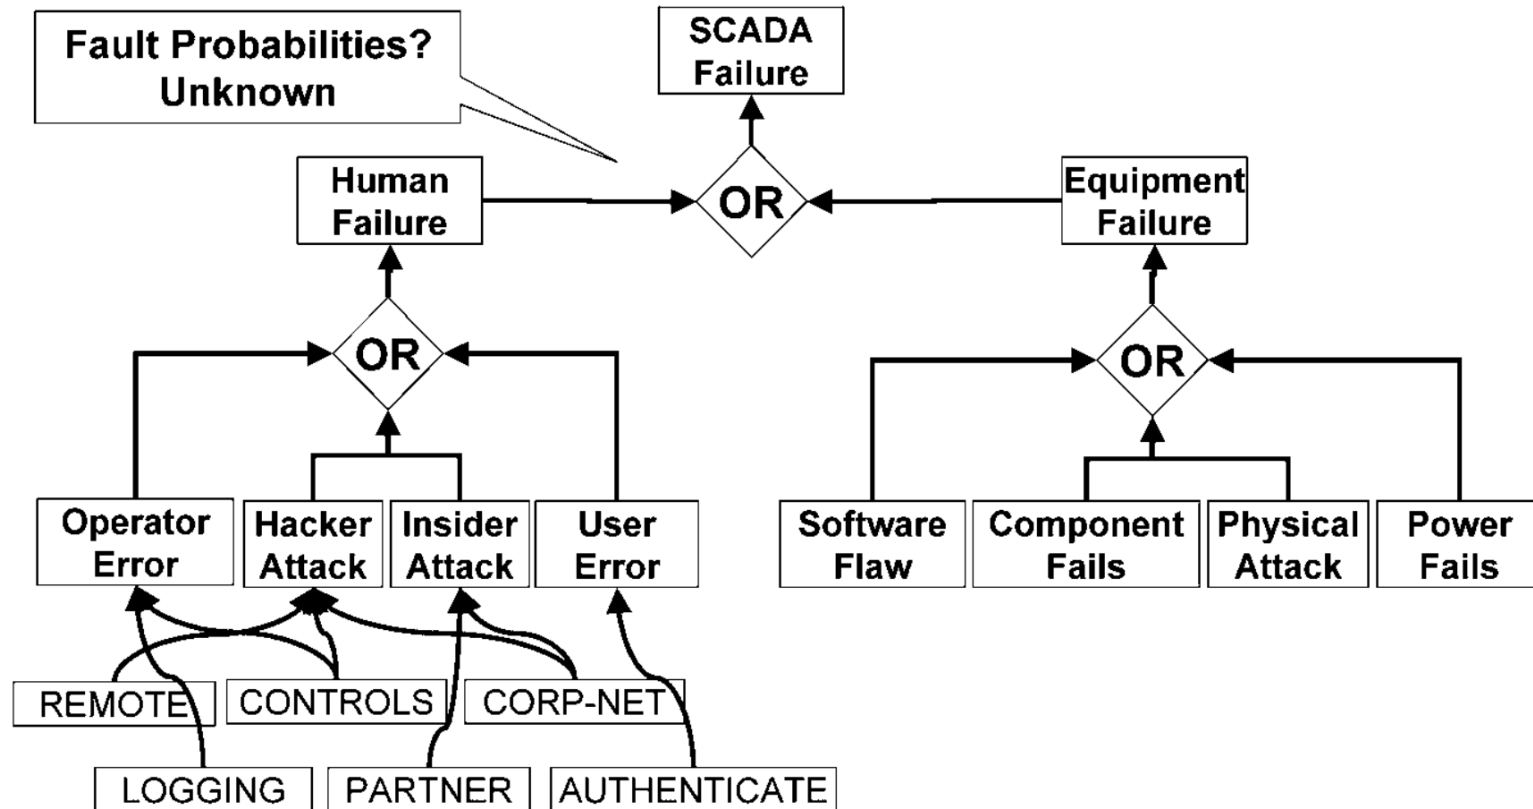 Fault Probabilities?
Unknown
SCADA
Failure
Human
Failure
OR
Equipment
Failure
OR
OR
Operator
Error
Hacker
Attack
Insider
Attack
User
Error
Software
Flaw
Component
Fails
Physical
Attack
Power
Fails
REMOTE
CONTROLS
CORP-NET
LOGGING
PARTNER
AUTHENTICATE